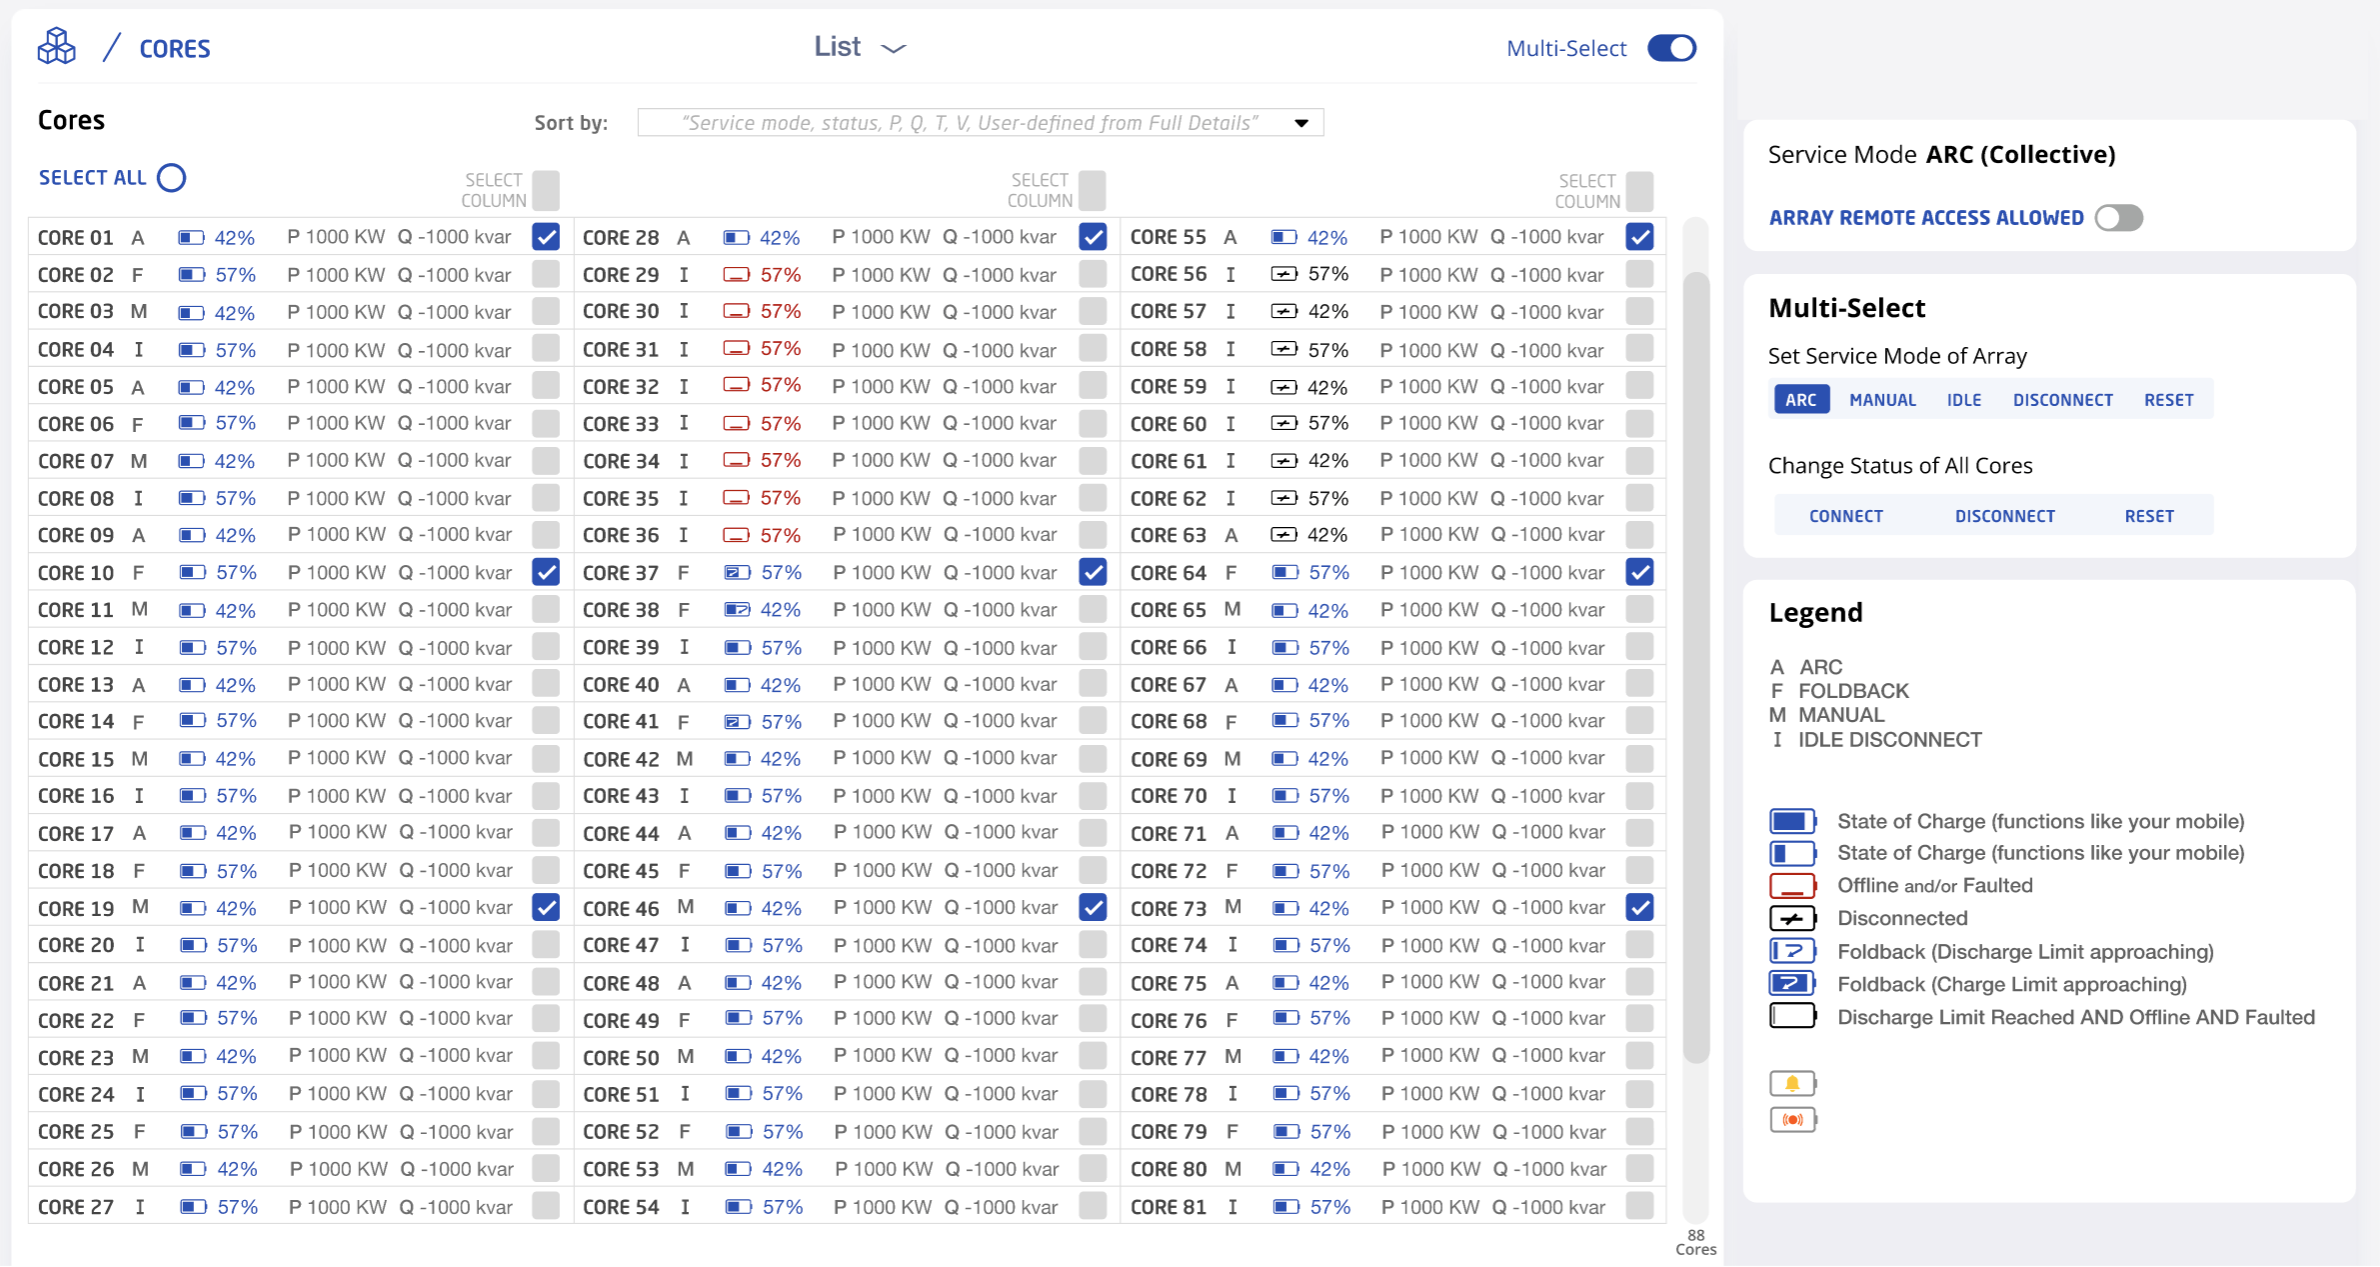 / CORES
List
Multi-Select
Cores
Sort by:
“Service mode, status, P, Q, T, V, User-defined from Full Details”
SELECT ALL
SELECT COLUMN
SELECT COLUMN
SELECT COLUMN
CORE 01 A 42% P 1000 KW Q -1000 kvar CORE 28 A 42% P 1000 KW Q -1000 kvar CORE 55 A 42% P 1000 KW Q -1000 kvar
CORE 02 F 57% P 1000 KW Q -1000 kvar CORE 29 I 57% P 1000 KW Q -1000 kvar CORE 56 I 57% P 1000 KW Q -1000 kvar
CORE 03 M 42% P 1000 KW Q -1000 kvar CORE 30 I 57% P 1000 KW Q -1000 kvar CORE 57 I 42% P 1000 KW Q -1000 kvar
CORE 04 I 57% P 1000 KW Q -1000 kvar CORE 31 I 57% P 1000 KW Q -1000 kvar CORE 58 I 57% P 1000 KW Q -1000 kvar
CORE 05 A 42% P 1000 KW Q -1000 kvar CORE 32 I 57% P 1000 KW Q -1000 kvar CORE 59 I 42% P 1000 KW Q -1000 kvar
CORE 06 F 57% P 1000 KW Q -1000 kvar CORE 33 I 57% P 1000 KW Q -1000 kvar CORE 60 I 57% P 1000 KW Q -1000 kvar
CORE 07 M 42% P 1000 KW Q -1000 kvar CORE 34 I 57% P 1000 KW Q -1000 kvar CORE 61 I 42% P 1000 KW Q -1000 kvar
CORE 08 I 57% P 1000 KW Q -1000 kvar CORE 35 I 57% P 1000 KW Q -1000 kvar CORE 62 I 57% P 1000 KW Q -1000 kvar
CORE 09 A 42% P 1000 KW Q -1000 kvar CORE 36 I 57% P 1000 KW Q -1000 kvar CORE 63 A 42% P 1000 KW Q -1000 kvar
CORE 10 F 57% P 1000 KW Q -1000 kvar CORE 37 F 57% P 1000 KW Q -1000 kvar CORE 64 F 57% P 1000 KW Q -1000 kvar
CORE 11 M 42% P 1000 KW Q -1000 kvar CORE 38 F 42% P 1000 KW Q -1000 kvar CORE 65 M 42% P 1000 KW Q -1000 kvar
CORE 12 I 57% P 1000 KW Q -1000 kvar CORE 39 I 57% P 1000 KW Q -1000 kvar CORE 66 I 57% P 1000 KW Q -1000 kvar
CORE 13 A 42% P 1000 KW Q -1000 kvar CORE 40 A 42% P 1000 KW Q -1000 kvar CORE 67 A 42% P 1000 KW Q -1000 kvar
CORE 14 F 57% P 1000 KW Q -1000 kvar CORE 41 F 57% P 1000 KW Q -1000 kvar CORE 68 F 57% P 1000 KW Q -1000 kvar
CORE 15 M 42% P 1000 KW Q -1000 kvar CORE 42 M 42% P 1000 KW Q -1000 kvar CORE 69 M 42% P 1000 KW Q -1000 kvar
CORE 16 I 57% P 1000 KW Q -1000 kvar CORE 43 I 57% P 1000 KW Q -1000 kvar CORE 70 I 57% P 1000 KW Q -1000 kvar
CORE 17 A 42% P 1000 KW Q -1000 kvar CORE 44 A 42% P 1000 KW Q -1000 kvar CORE 71 A 42% P 1000 KW Q -1000 kvar
CORE 18 F 57% P 1000 KW Q -1000 kvar CORE 45 F 57% P 1000 KW Q -1000 kvar CORE 72 F 57% P 1000 KW Q -1000 kvar
CORE 19 M 42% P 1000 KW Q -1000 kvar CORE 46 M 42% P 1000 KW Q -1000 kvar CORE 73 M 42% P 1000 KW Q -1000 kvar
CORE 20 I 57% P 1000 KW Q -1000 kvar CORE 47 I 57% P 1000 KW Q -1000 kvar CORE 74 I 57% P 1000 KW Q -1000 kvar
CORE 21 A 42% P 1000 KW Q -1000 kvar CORE 48 A 42% P 1000 KW Q -1000 kvar CORE 75 A 42% P 1000 KW Q -1000 kvar
CORE 22 F 57% P 1000 KW Q -1000 kvar CORE 49 F 57% P 1000 KW Q -1000 kvar CORE 76 F 57% P 1000 KW Q -1000 kvar
CORE 23 M 42% P 1000 KW Q -1000 kvar CORE 50 M 42% P 1000 KW Q -1000 kvar CORE 77 M 42% P 1000 KW Q -1000 kvar
CORE 24 I 57% P 1000 KW Q -1000 kvar CORE 51 I 57% P 1000 KW Q -1000 kvar CORE 78 I 57% P 1000 KW Q -1000 kvar
CORE 25 F 57% P 1000 KW Q -1000 kvar CORE 52 F 57% P 1000 KW Q -1000 kvar CORE 79 F 57% P 1000 KW Q -1000 kvar
CORE 26 M 42% P 1000 KW Q -1000 kvar CORE 53 M 42% P 1000 KW Q -1000 kvar CORE 80 M 42% P 1000 KW Q -1000 kvar
CORE 27 I 57% P 1000 KW Q -1000 kvar CORE 54 I 57% P 1000 KW Q -1000 kvar CORE 81 I 57% P 1000 KW Q -1000 kvar
88
Cores
Service Mode ARC (Collective)
ARRAY REMOTE ACCESS ALLOWED
Multi-Select
Set Service Mode of Array
ARC MANUAL IDLE DISCONNECT RESET
Change Status of All Cores
CONNECT DISCONNECT RESET
Legend
A ARC
F FOLDBACK
M MANUAL
I IDLE DISCONNECT
State of Charge (functions like your mobile)
State of Charge (functions like your mobile)
Offline and/or Faulted
Disconnected
Foldback (Discharge Limit approaching)
Foldback (Charge Limit approaching)
Discharge Limit Reached AND Offline AND Faulted